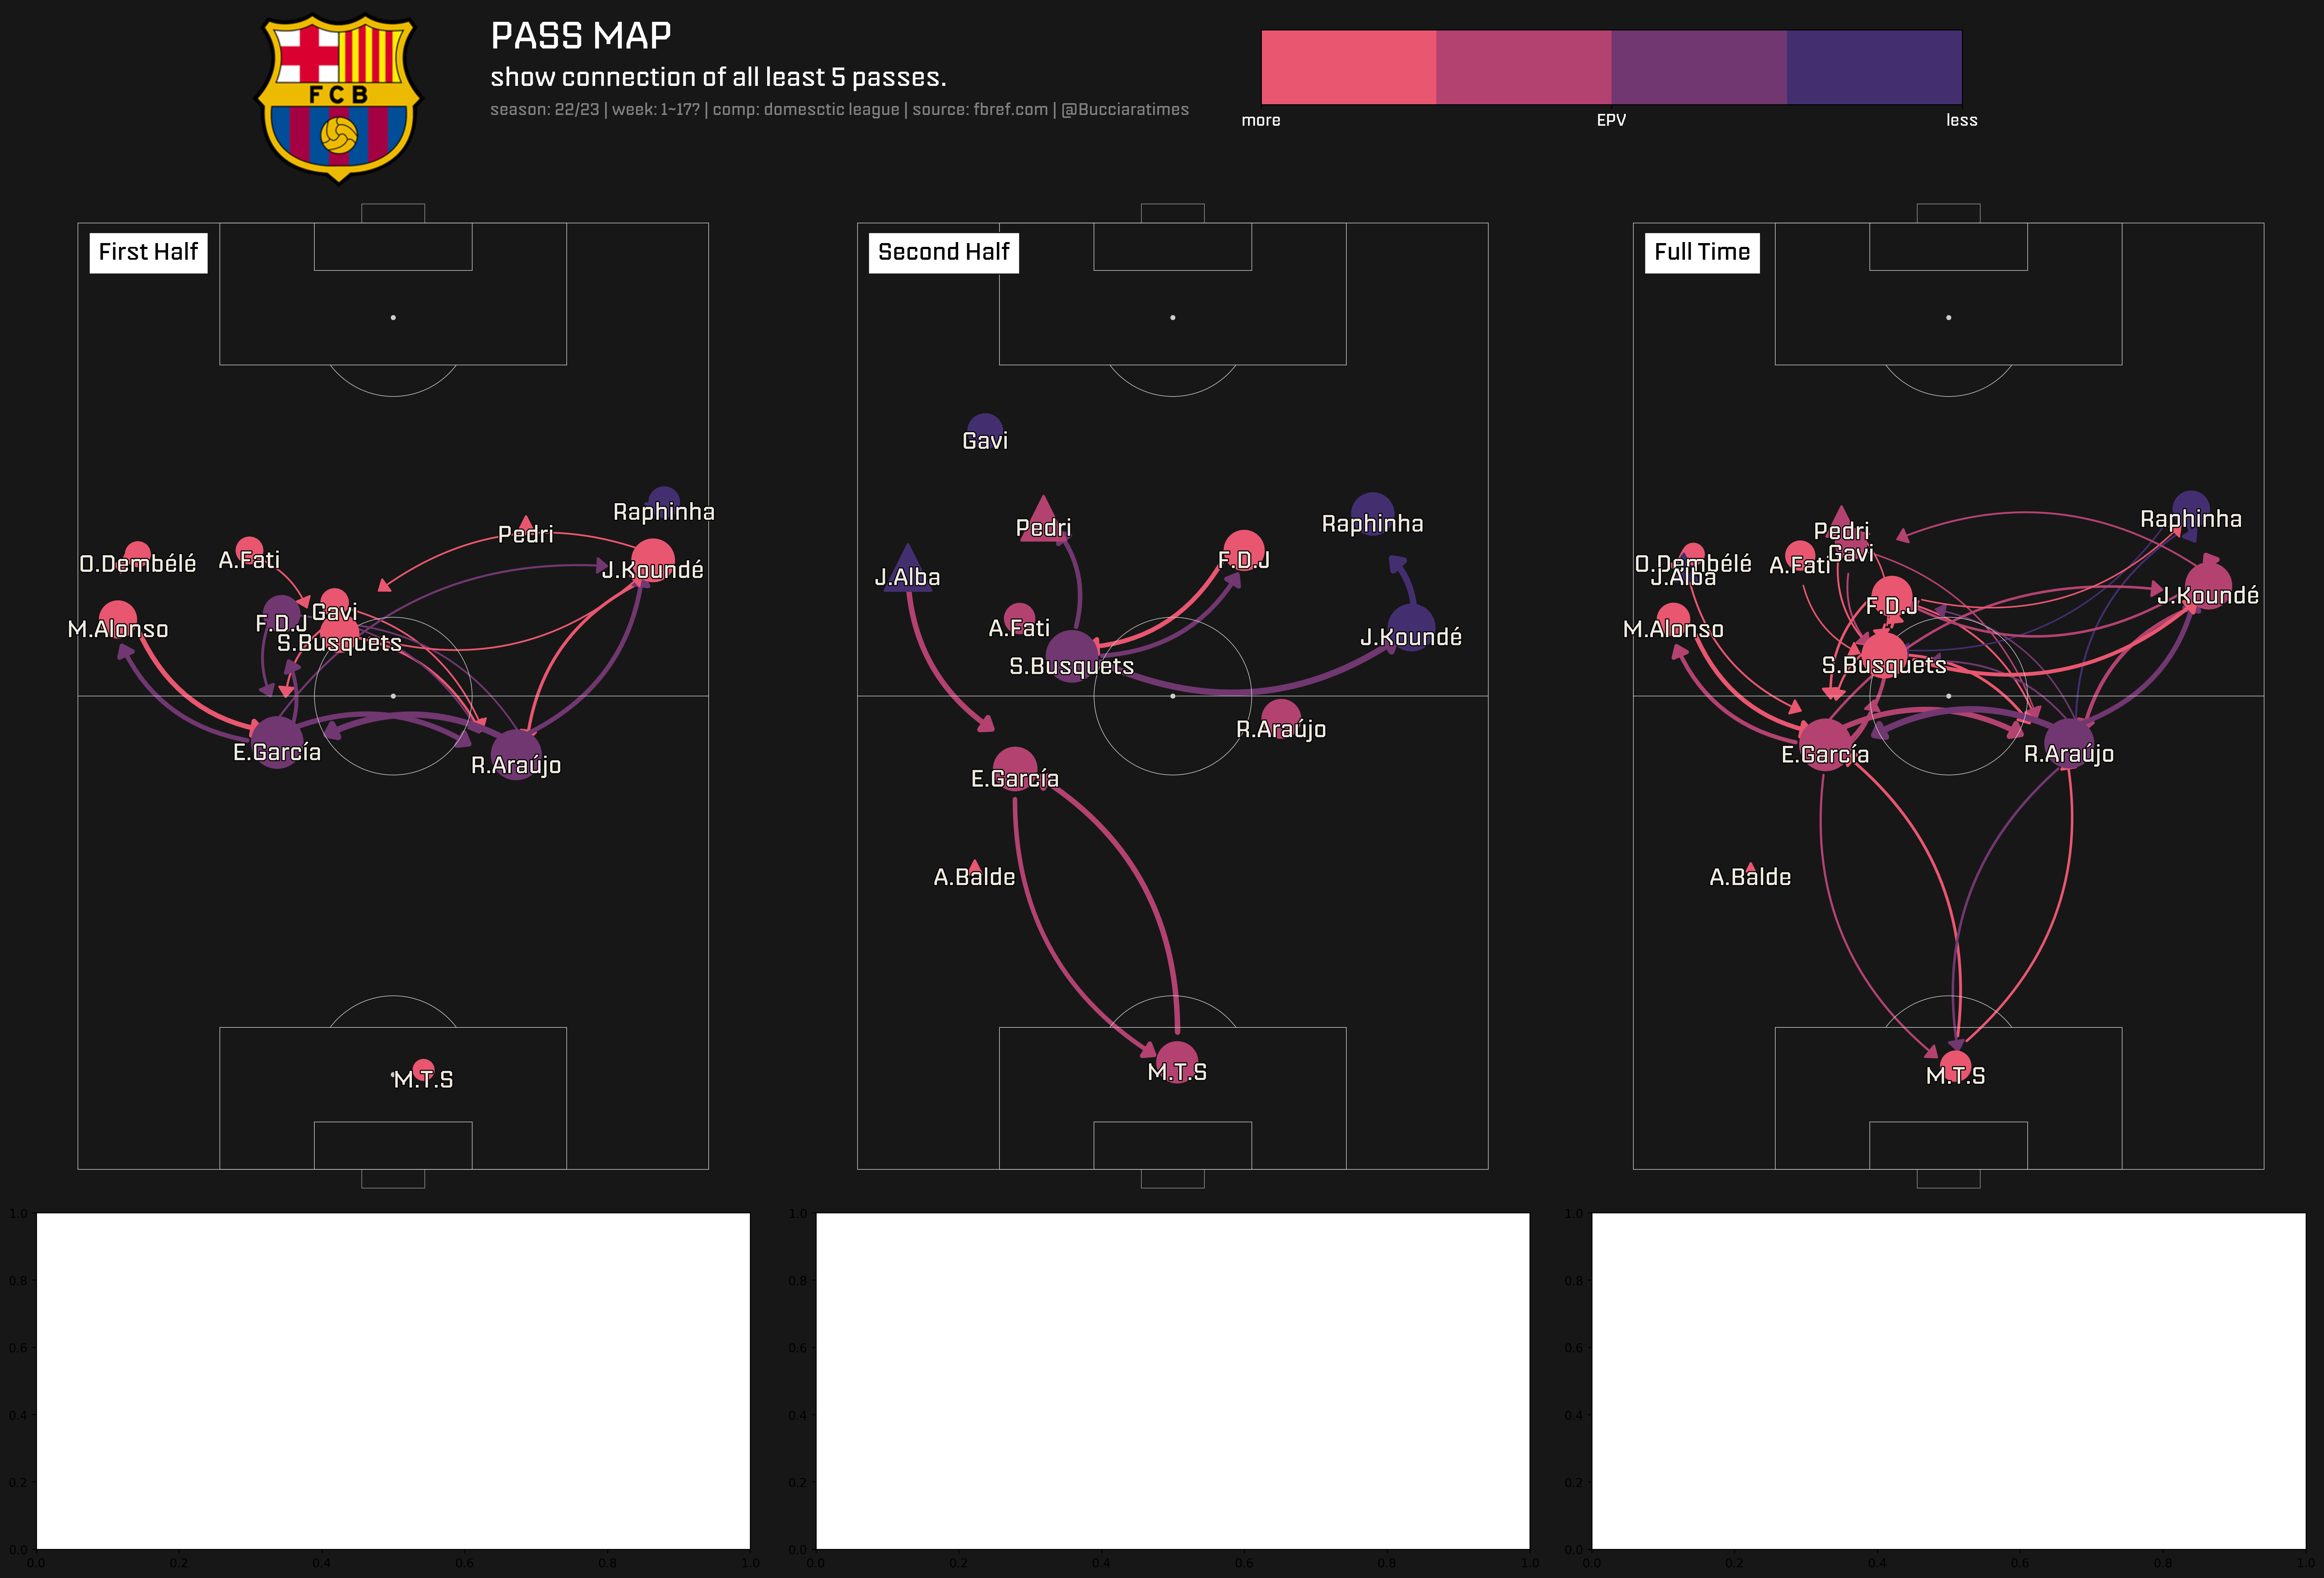 FCB
PASS MAP
show connection of all least 5 passes.
season: 22/23 | week: 1~17? | comp: domesctic league | source: fbref.com | @Bucciaratimes
more EPV less
First Half
Raphinha
Pedri
O.Dembélé
A.Fati
J.Koundé
Gavi
F.D.J
M.Alonso
S.Busquets
E.García
R.Araújo
M.T.S
Second Half
Gavi
Pedri
Raphinha
F.D.J
J.Alba
A.Fati
J.Koundé
S.Busquets
R.Araújo
E.García
A.Balde
M.T.S
Full Time
Raphinha
Pedri
Gavi
O.Dembélé
A.Fati
J.Alba
J.Koundé
F.D.J
M.Alonso
S.Busquets
E.García
R.Araújo
A.Balde
M.T.S
1.0
0.8
0.6
0.4
0.2
0.0
0.0 0.2 0.4 0.6 0.8 1.0
1.0
0.8
0.6
0.4
0.2
0.0
0.0 0.2 0.4 0.6 0.8 1.0
1.0
0.8
0.6
0.4
0.2
0.0
0.0 0.2 0.4 0.6 0.8 1.0